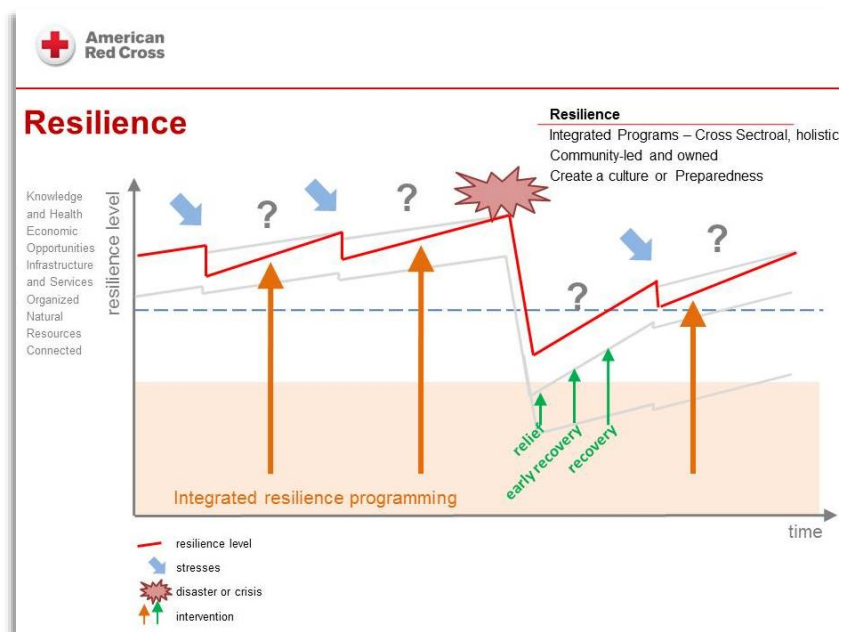 American
Red Cross
Resilience
Resilience
Integrated Programs – Cross Sectroal, holistic
Community-led and owned
Create a culture or Preparedness
Knowledge
and Health
Economic
Opportunities
Infrastructure
and Services
Organized
Natural
Resources
Connected
resilience level
?
?
?
?
relief
early recovery
recovery
Integrated resilience programming
time
resilience level
stresses
disaster or crisis
intervention